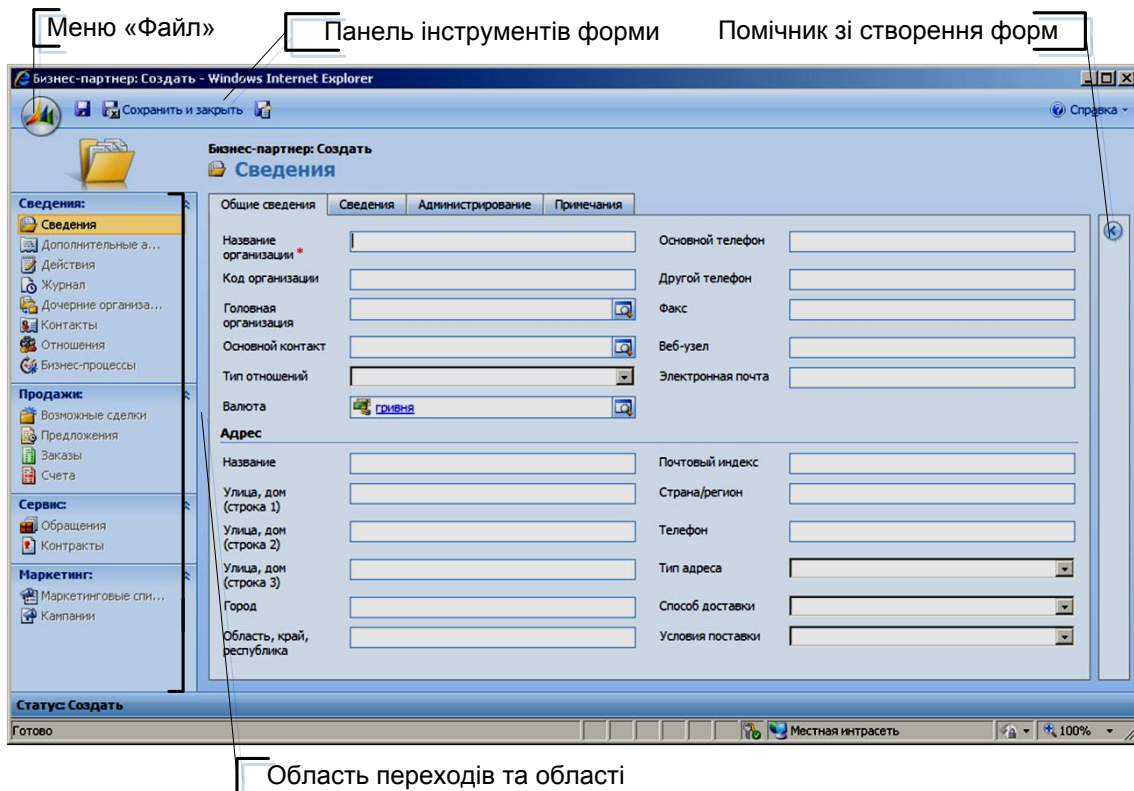 Меню «Файл»
Панель інструментів форми
Помічник зі створення форм
Бизнес-партнер: Создать - Windows Internet Explorer
Сохранить и закрыть
Справка
Бизнес-партнер: Создать
Сведения
Сведения:
Сведения
Дополнительные а...
Действия
Журнал
Дочерние организа...
Контакты
Отношения
Бизнес-процессы
Продажи:
Возможные сделки
Предложения
Заказы
Счета
Сервис:
Обращения
Контракты
Маркетинг:
Маркетинговые спи...
Кампании
Общие сведения
Сведения
Администрирование
Примечания
Название
организации *
Основной телефон
Код организации
Другой телефон
Головная
организация
Факс
Основной контакт
Веб-узел
Тип отношений
Электронная почта
Валюта
гривня
Адрес
Название
Почтовый индекс
Улица, дом
(строка 1)
Страна/регион
Улица, дом
(строка 2)
Телефон
Улица, дом
(строка 3)
Тип адреса
Город
Способ доставки
Область, край,
республика
Условия поставки
Статус: Создать
Готово
Местная интрасеть
100%
Область переходів та області